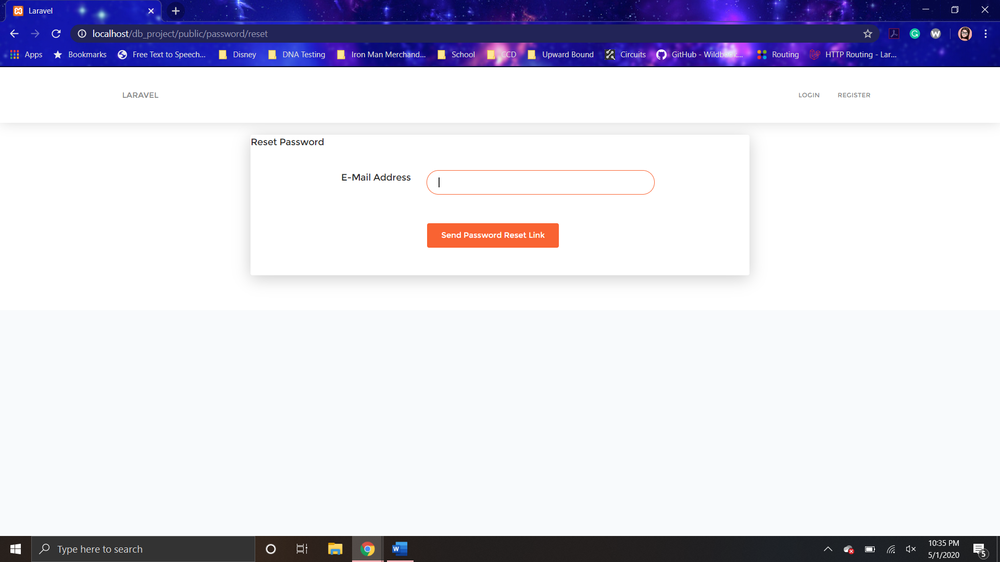 Laravel
localhost/db_project/public/password/reset
Apps Bookmarks Free Text to Speech... Disney DNA Testing Iron Man Merchand... School CCD Upward Bound Circuits GitHub - Wildbook... Routing HTTP Routing - Lar...
LARAVEL LOGIN REGISTER
Reset Password
E-Mail Address
Send Password Reset Link
Type here to search
10:35 PM
5/1/2020
5